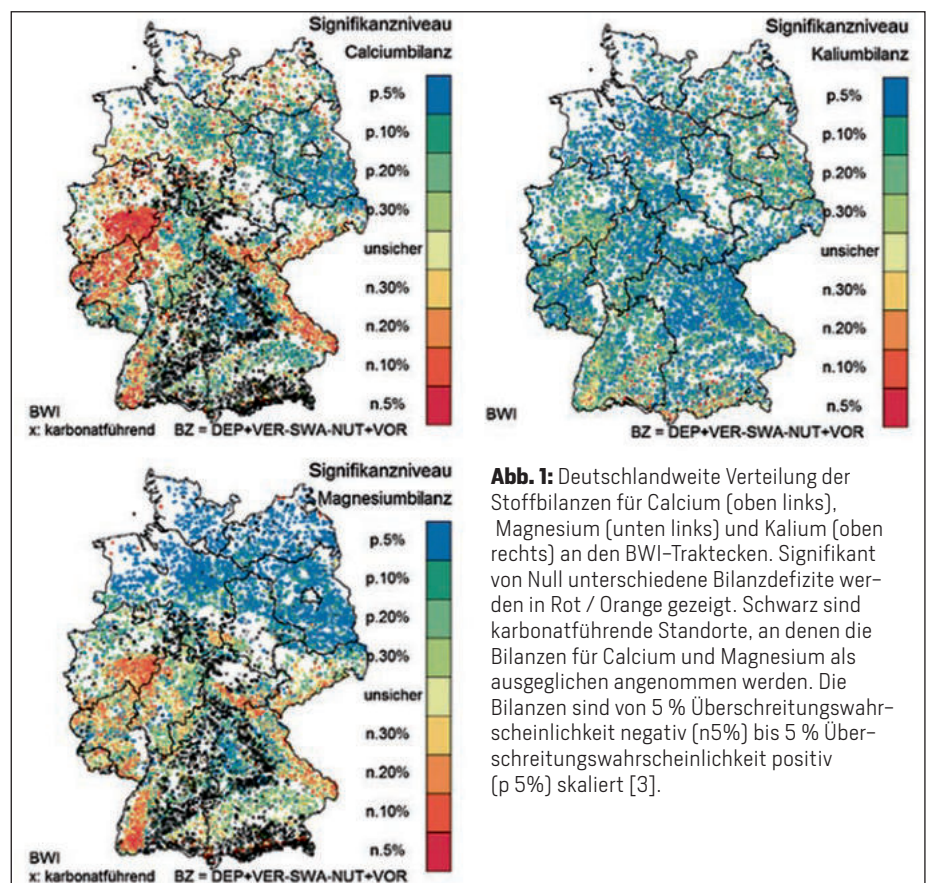 Signifikanzniveau
Calciumbilanz
p.5%
p.10%
p.20%
p.30%
unsicher
n.30%
n.20%
n.10%
n.5%
BWI
x: karbonatführend BZ = DEP+VER-SWA-NUT+VOR
Signifikanzniveau
Kaliumbilanz
p.5%
p.10%
p.20%
p.30%
unsicher
n.30%
n.20%
n.10%
n.5%
BWI
BZ = DEP+VER-SWA-NUT+VOR
Signifikanzniveau
Magnesiumbilanz
p.5%
p.10%
p.20%
p.30%
unsicher
n.30%
n.20%
n.10%
n.5%
BWI
x: karbonatführend BZ = DEP+VER-SWA-NUT+VOR
Abb. 1: Deutschlandweite Verteilung der
Stoffbilanzen für Calcium (oben links),
Magnesium (unten links) und Kalium (oben
rechts) an den BWI-Traktecken. Signifikant
von Null unterschiedene Bilanzdefizite wer-
den in Rot / Orange gezeigt. Schwarz sind
karbonatführende Standorte, an denen die
Bilanzen für Calcium und Magnesium als
ausgeglichen angenommen werden. Die
Bilanzen sind von 5 % Überschreitungswahr-
scheinlichkeit negativ (n5%) bis 5 % Über-
schreitungswahrscheinlichkeit positiv
(p 5%) skaliert [3].